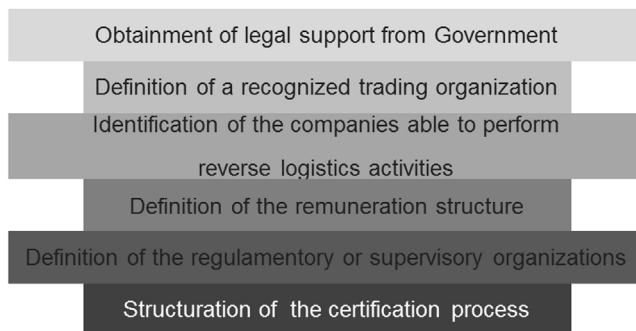 Obtainment of legal support from Government
Definition of a recognized trading organization
Identification of the companies able to perform
reverse logistics activities
Definition of the remuneration structure
Definition of the regulamentory or supervisory organizations
Structuration of the certification process